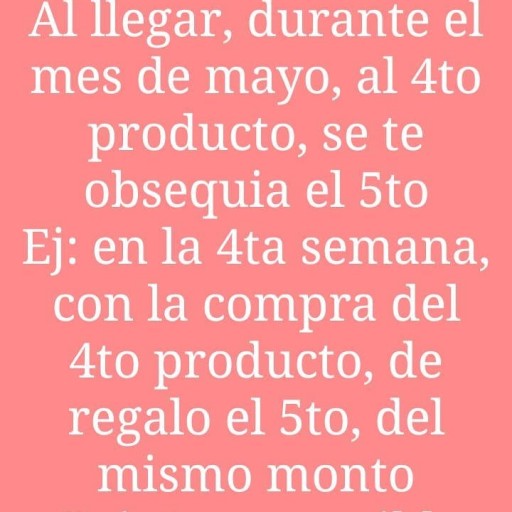 Al llegar, durante el
mes de mayo, al 4to
producto, se te
obsequia el 5to
Ej: en la 4ta semana,
con la compra del
4to producto, de
regalo el 5to, del
mismo monto